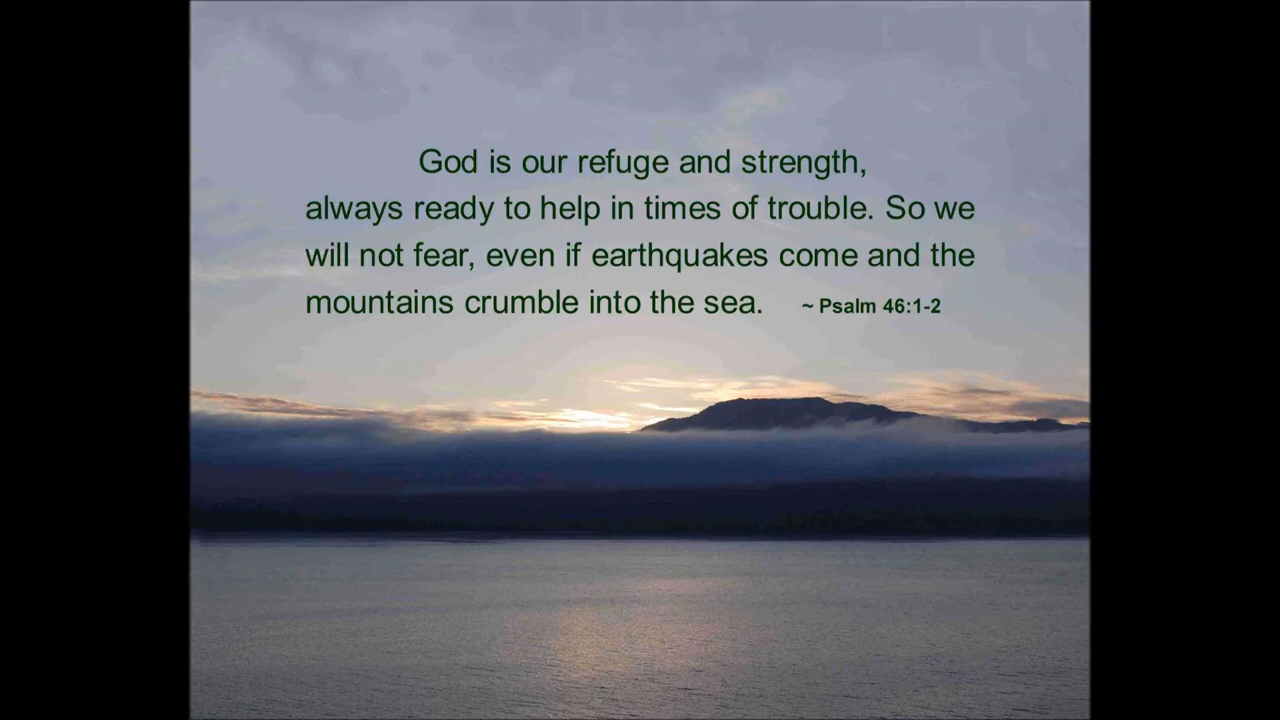 God is our refuge and strength,
always ready to help in times of trouble. So we
will not fear, even if earthquakes come and the
mountains crumble into the sea. ~ Psalm 46:1-2